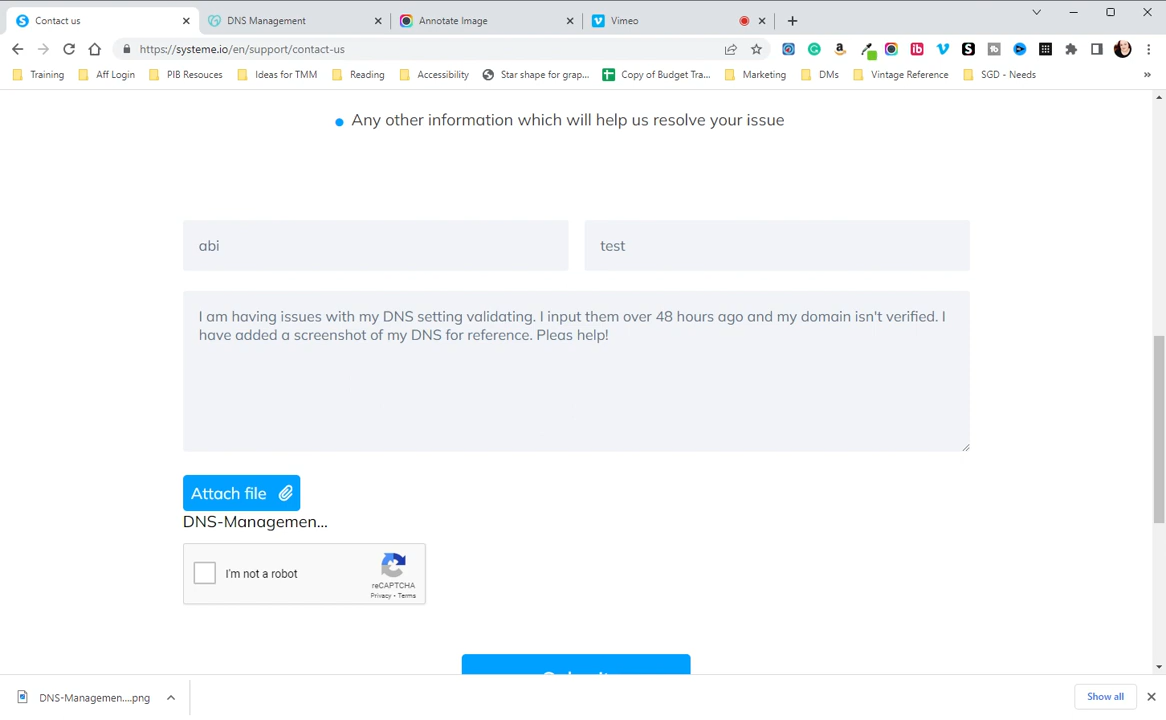 Contact us
DNS Management
Annotate Image
Vimeo
https://systeme.io/en/support/contact-us
Training
Aff Login
PIB Resouces
Ideas for TMM
Reading
Accessibility
Star shape for grap...
Copy of Budget Tra...
Marketing
DMs
Vintage Reference
SGD - Needs
»
Any other information which will help us resolve your issue
abi
test
I am having issues with my DNS setting validating. I input them over 48 hours ago and my domain isn't verified. I
have added a screenshot of my DNS for reference. Pleas help!
Attach file
DNS-Managemen...
I'm not a robot
reCAPTCHA
Privacy - Terms
Submit
DNS-Managemen....png
Show all